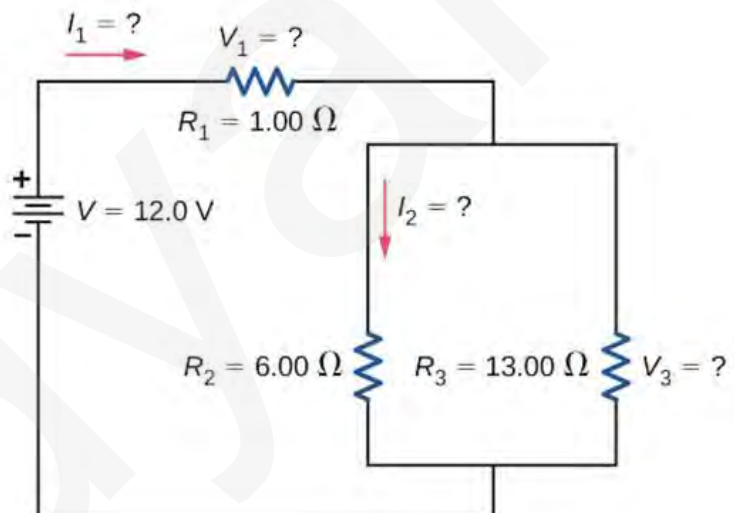 I₁ = ?
V₁ = ?
R₁ = 1.00 Ω
+
V = 12.0 V
−
I₂ = ?
R₂ = 6.00 Ω
R₃ = 13.00 Ω
V₃ = ?